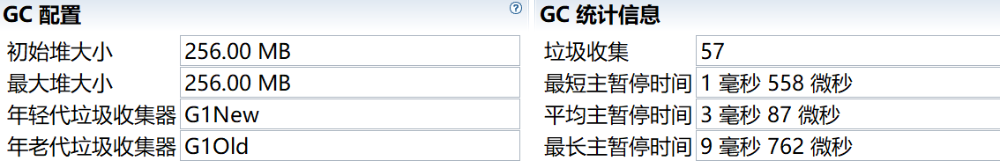 GC 配置
初始堆大小 256.00 MB
最大堆大小 256.00 MB
年轻代垃圾收集器 G1New
年老代垃圾收集器 G1Old
GC 统计信息
垃圾收集 57
最短主暂停时间 1 毫秒 558 微秒
平均主暂停时间 3 毫秒 87 微秒
最长主暂停时间 9 毫秒 762 微秒